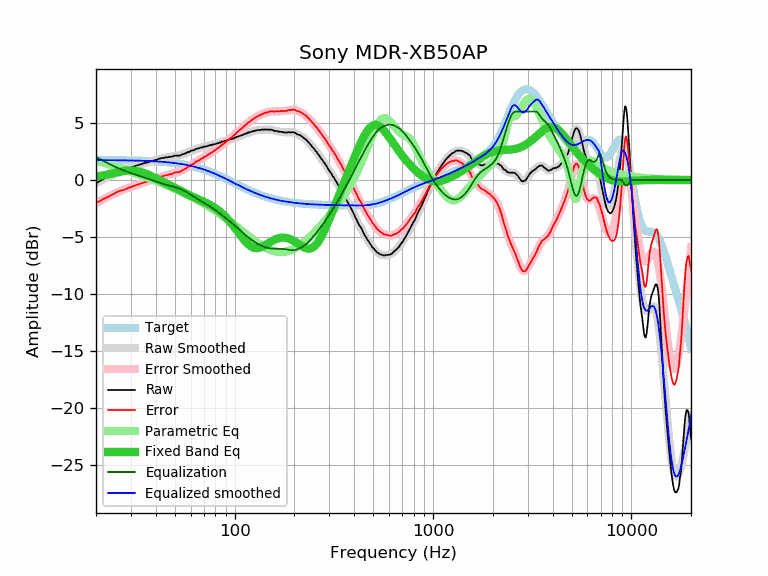 Sony MDR-XB50AP
Amplitude (dBr)
5
0
−5
−10
−15
−20
−25
Target
Raw Smoothed
Error Smoothed
Raw
Error
Parametric Eq
Fixed Band Eq
Equalization
Equalized smoothed
100 1000 10000
Frequency (Hz)